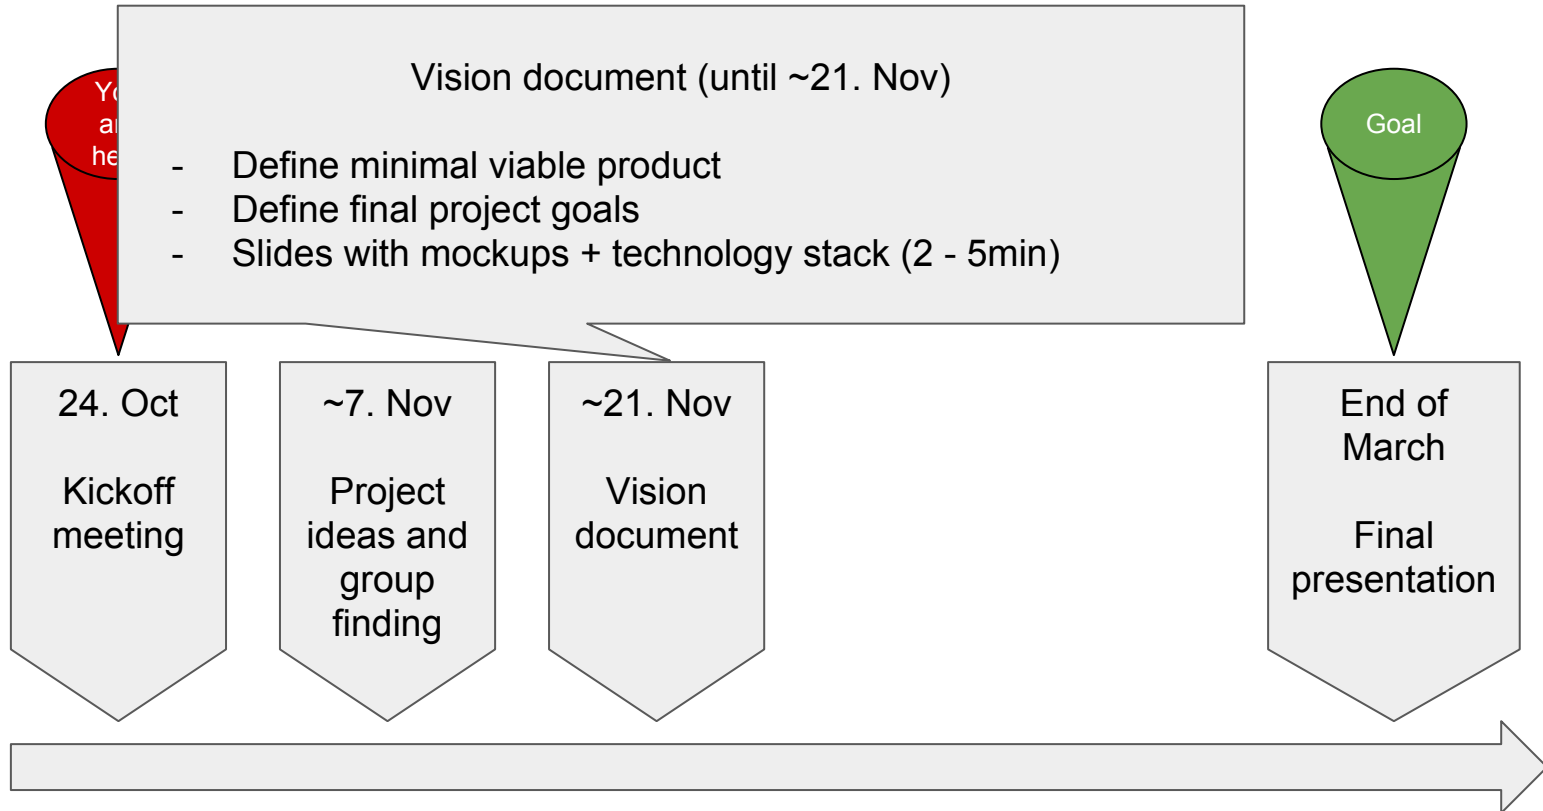 Vision document (until ~21. Nov)
- Define minimal viable product
- Define final project goals
- Slides with mockups + technology stack (2 - 5min)
Goal
24. Oct
Kickoff
meeting
~7. Nov
Project
ideas and
group
finding
~21. Nov
Vision
document
End of
March
Final
presentation